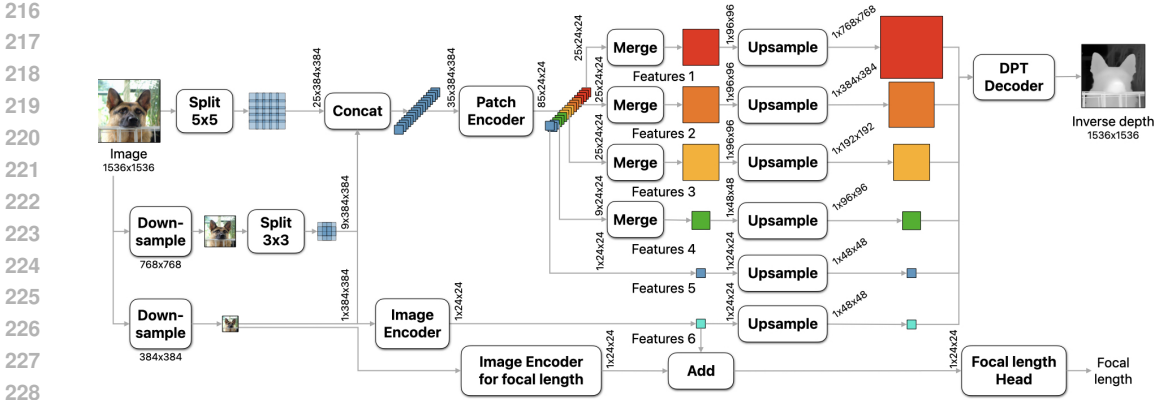 216
217
218
219
220
221
222
223
224
225
226
227
228
Image
1536x1536
Split
5x5
25x384x384
Concat
35x384x384
Patch
Encoder
85x24x24
25x24x24
Merge
Features 1
1x96x96
Upsample
1x768x768
25x24x24
Merge
Features 2
1x96x96
Upsample
1x384x384
25x24x24
Merge
Features 3
1x96x96
Upsample
1x192x192
9x24x24
Merge
Features 4
1x48x48
Upsample
1x96x96
1x24x24
Features 5
1x24x24
Upsample
1x48x48
DPT
Decoder
Inverse depth
1536x1536
Down-
sample
768x768
Split
3x3
9x384x384
Down-
sample
384x384
1x384x384
Image
Encoder
1x24x24
Features 6
1x24x24
Upsample
1x48x48
Image Encoder
for focal length
1x24x24
Add
1x24x24
Focal length
Head
Focal
length